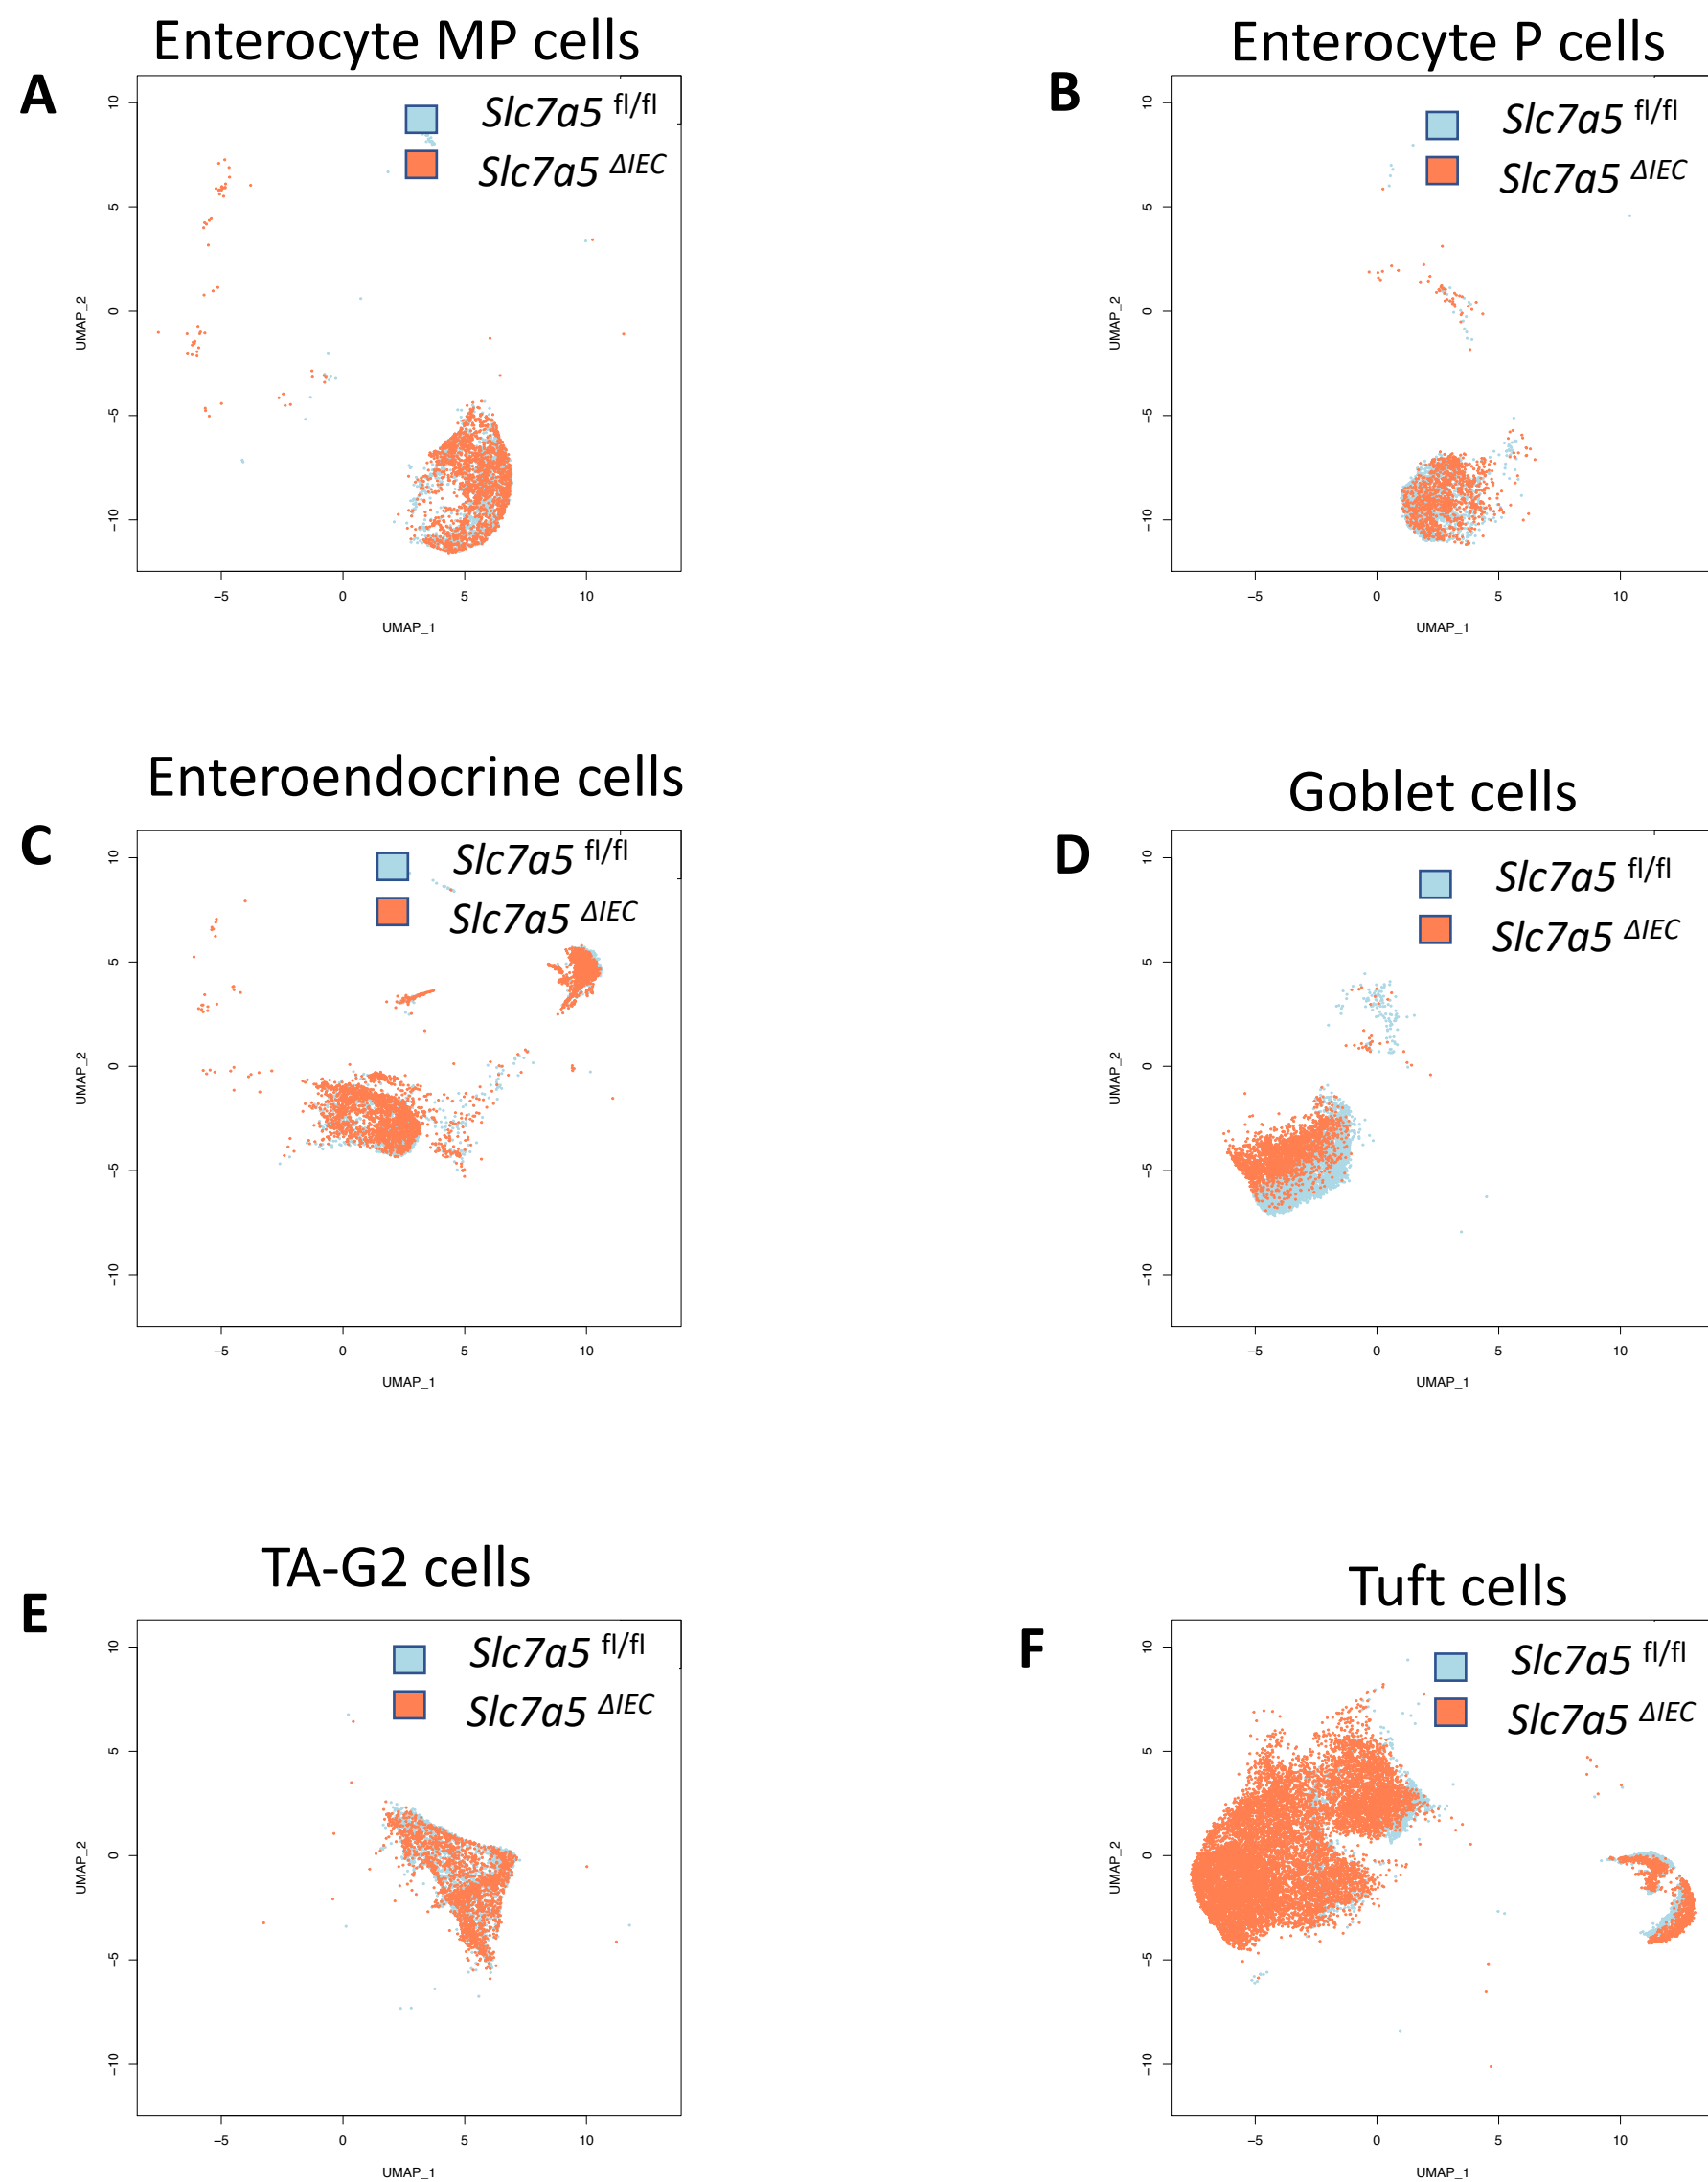 Enterocyte MP cells
A
Slc7a5 fl/fl
Slc7a5 ΔIEC
10
5
0
−5
−10
UMAP_2
−5 0 5 10
UMAP_1
Enterocyte P cells
B
Slc7a5 fl/fl
Slc7a5 ΔIEC
10
5
0
−5
−10
UMAP_2
−5 0 5 10
UMAP_1
Enteroendocrine cells
C
Slc7a5 fl/fl
Slc7a5 ΔIEC
10
5
0
−5
−10
UMAP_2
−5 0 5 10
UMAP_1
Goblet cells
D
Slc7a5 fl/fl
Slc7a5 ΔIEC
10
5
0
−5
−10
UMAP_2
−5 0 5 10
UMAP_1
TA-G2 cells
E
Slc7a5 fl/fl
Slc7a5 ΔIEC
10
5
0
−5
−10
UMAP_2
−5 0 5 10
UMAP_1
Tuft cells
F
Slc7a5 fl/fl
Slc7a5 ΔIEC
10
5
0
−5
−10
UMAP_2
−5 0 5 10
UMAP_1